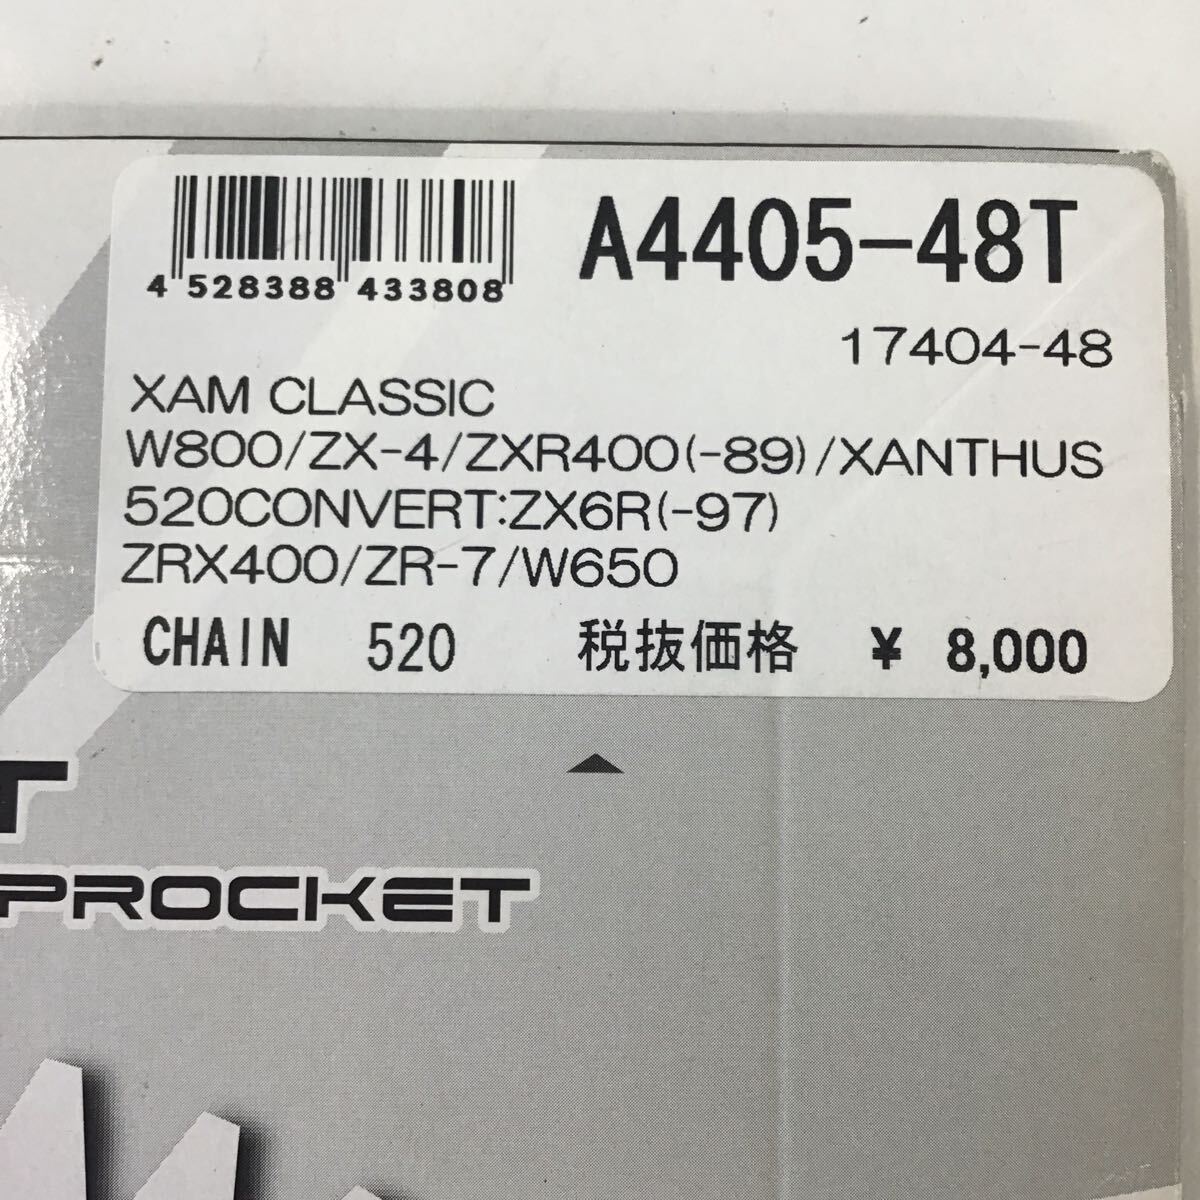 4 528388 433808
A4405-48T
17404-48
XAM CLASSIC
W800/ZX-4/ZXR400(-89)/XANTHUS
520CONVERT:ZX6R(-97)
ZRX400/ZR-7/W650
CHAIN 520 税抜価格 ¥ 8,000
T
PROCKET